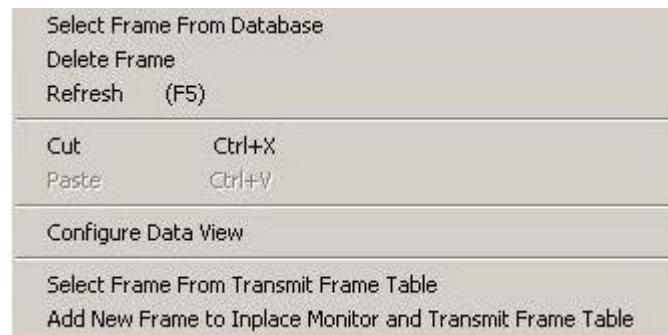 Select Frame From Database
Delete Frame
Refresh (F5)
Cut Ctrl+X
Paste Ctrl+V
Configure Data View
Select Frame From Transmit Frame Table
Add New Frame to Inplace Monitor and Transmit Frame Table